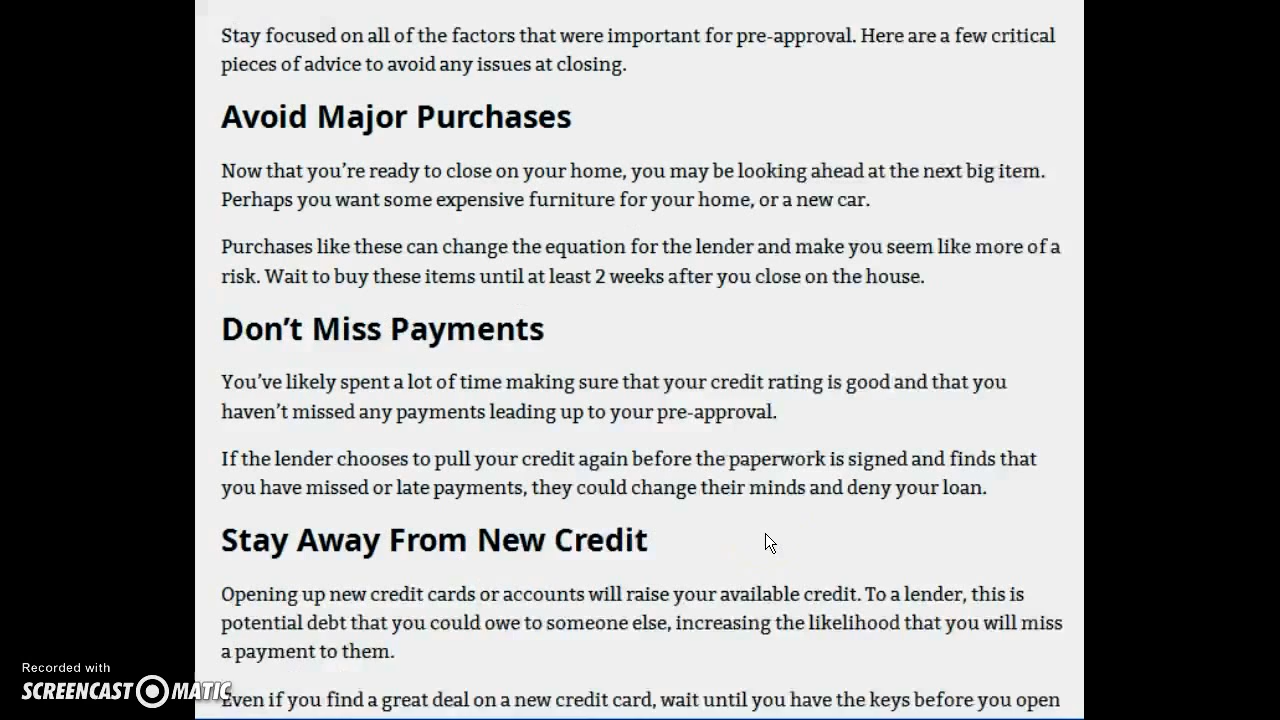 Stay focused on all of the factors that were important for pre-approval. Here are a few critical
pieces of advice to avoid any issues at closing.
Avoid Major Purchases
Now that you’re ready to close on your home, you may be looking ahead at the next big item.
Perhaps you want some expensive furniture for your home, or a new car.
Purchases like these can change the equation for the lender and make you seem like more of a
risk. Wait to buy these items until at least 2 weeks after you close on the house.
Don’t Miss Payments
You’ve likely spent a lot of time making sure that your credit rating is good and that you
haven’t missed any payments leading up to your pre-approval.
If the lender chooses to pull your credit again before the paperwork is signed and finds that
you have missed or late payments, they could change their minds and deny your loan.
Stay Away From New Credit
Opening up new credit cards or accounts will raise your available credit. To a lender, this is
potential debt that you could owe to someone else, increasing the likelihood that you will miss
a payment to them.
Even if you find a great deal on a new credit card, wait until you have the keys before you open
Recorded with
SCREENCAST MATIC